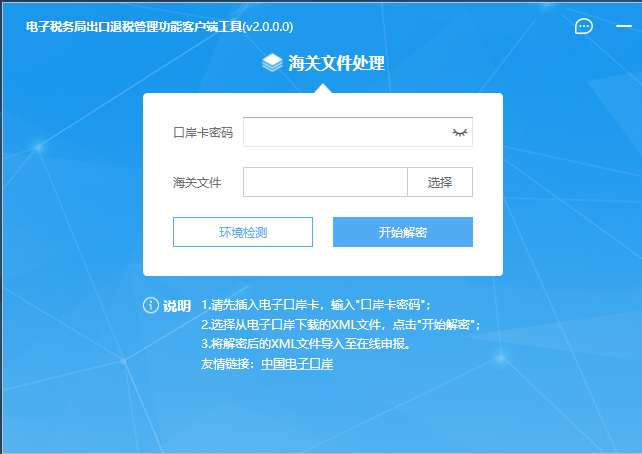 电子税务局出口退税管理功能客户端工具(v2.0.0.0)
海关文件处理
口岸卡密码
海关文件
选择
环境检测
开始解密
说明
1.请先插入电子口岸卡，输入"口岸卡密码"；
2.选择从电子口岸下载的XML文件，点击"开始解密"；
3.将解密后的XML文件导入至在线申报。
友情链接：中国电子口岸